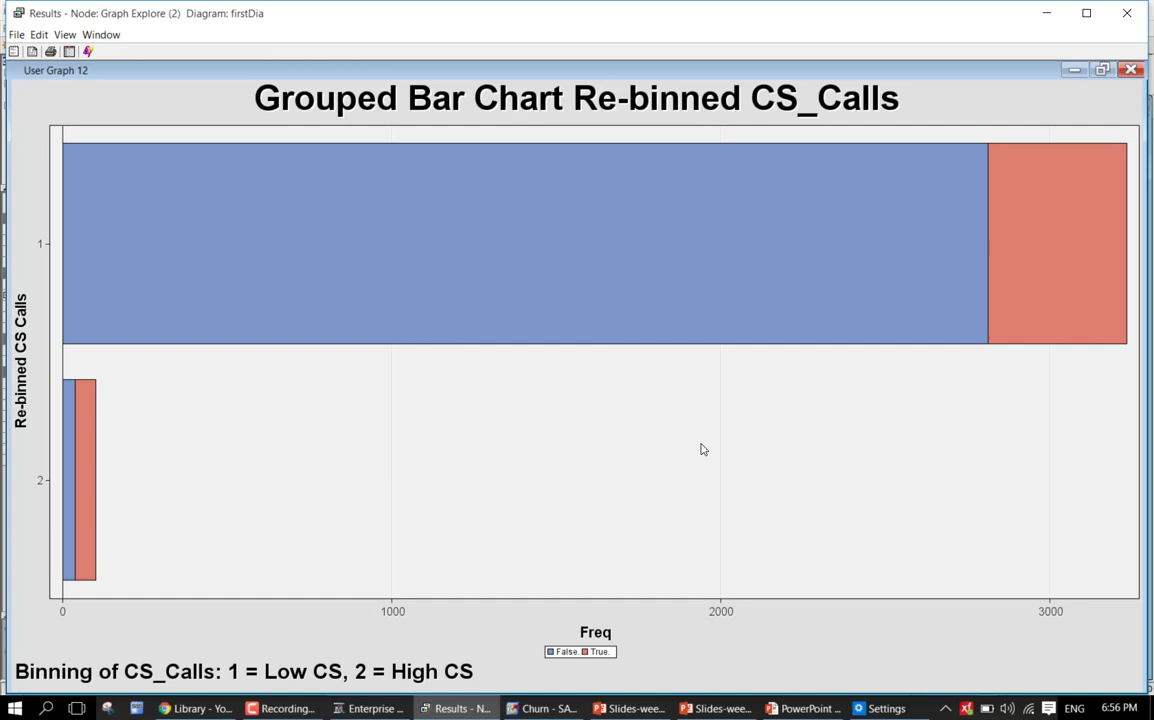 Results - Node: Graph Explore (2) Diagram: firstDia
File Edit View Window
User Graph 12
Grouped Bar Chart Re-binned CS_Calls
Re-binned CS Calls
1
2
0 1000 2000 3000
Freq
False. True.
Binning of CS_Calls: 1 = Low CS, 2 = High CS
Library - Yo... Recording... Enterprise ... Results - N... Churn - SA... Slides-wee... Slides-wee... PowerPoint ... Settings ENG 6:56 PM